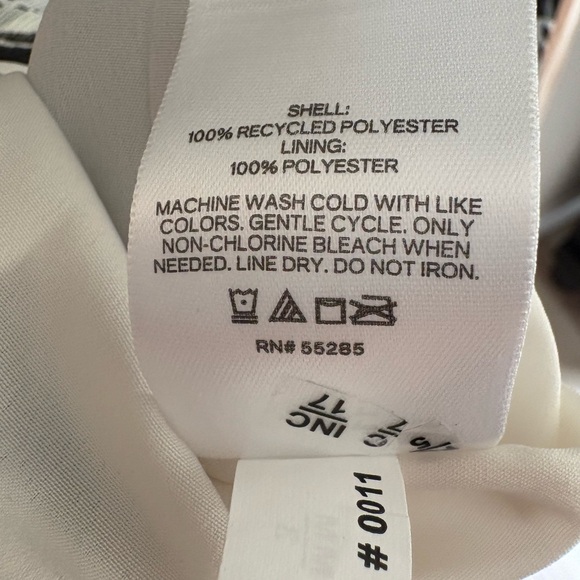 SHELL:
100% RECYCLED POLYESTER
LINING:
100% POLYESTER
MACHINE WASH COLD WITH LIKE
COLORS. GENTLE CYCLE. ONLY
NON-CHLORINE BLEACH WHEN
NEEDED. LINE DRY. DO NOT IRON.
RN# 55285
INC
17
# 0011